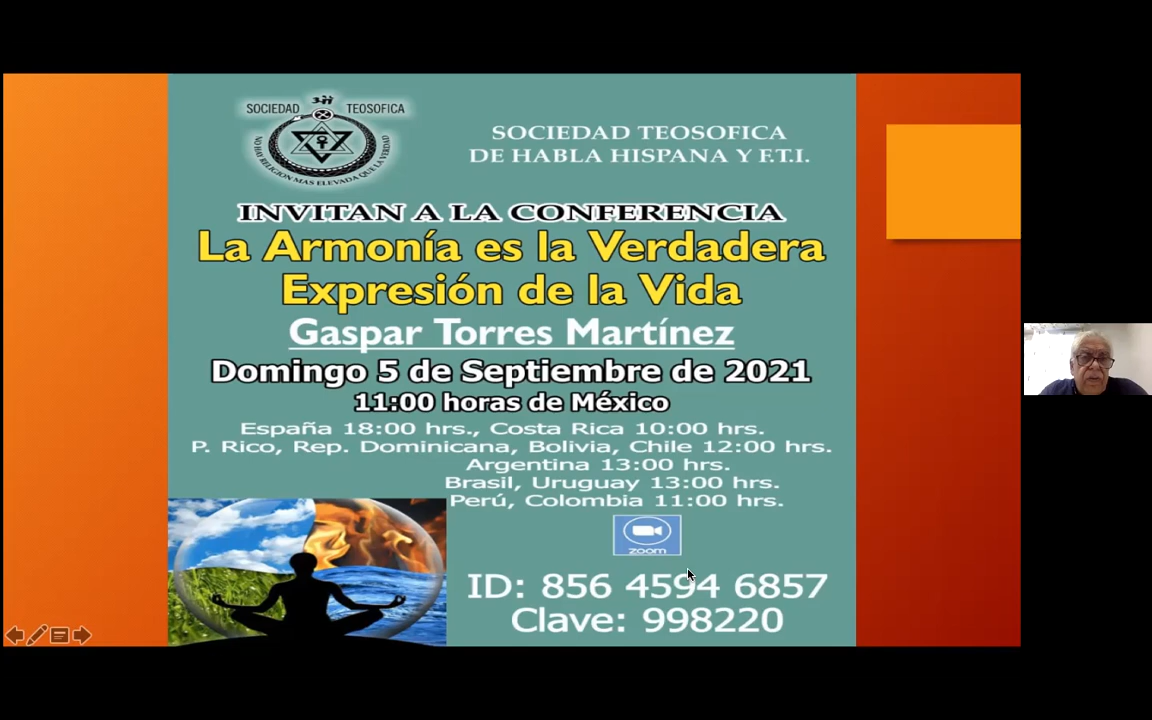 SOCIEDAD TEOSOFICA
NO HAY RELIGION MAS ELEVADA QUE LA VERDAD
SOCIEDAD TEOSOFICA
DE HABLA HISPANA Y F.T.I.
INVITAN A LA CONFERENCIA
La Armonía es la Verdadera
Expresión de la Vida
Gaspar Torres Martínez
Domingo 5 de Septiembre de 2021
11:00 horas de México
España 18:00 hrs., Costa Rica 10:00 hrs.
P. Rico, Rep. Dominicana, Bolivia, Chile 12:00 hrs.
Argentina 13:00 hrs.
Brasil, Uruguay 13:00 hrs.
Perú, Colombia 11:00 hrs.
zoom
ID: 856 4594 6857
Clave: 998220